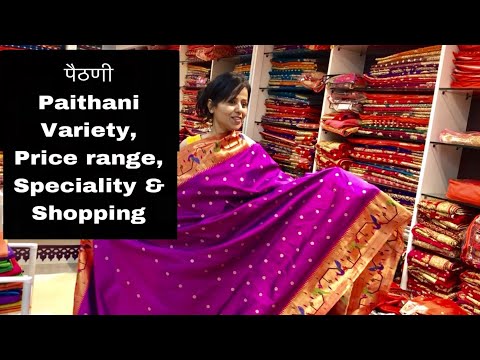 पैठणी
Paithani
Variety,
Price range,
Speciality &
Shopping